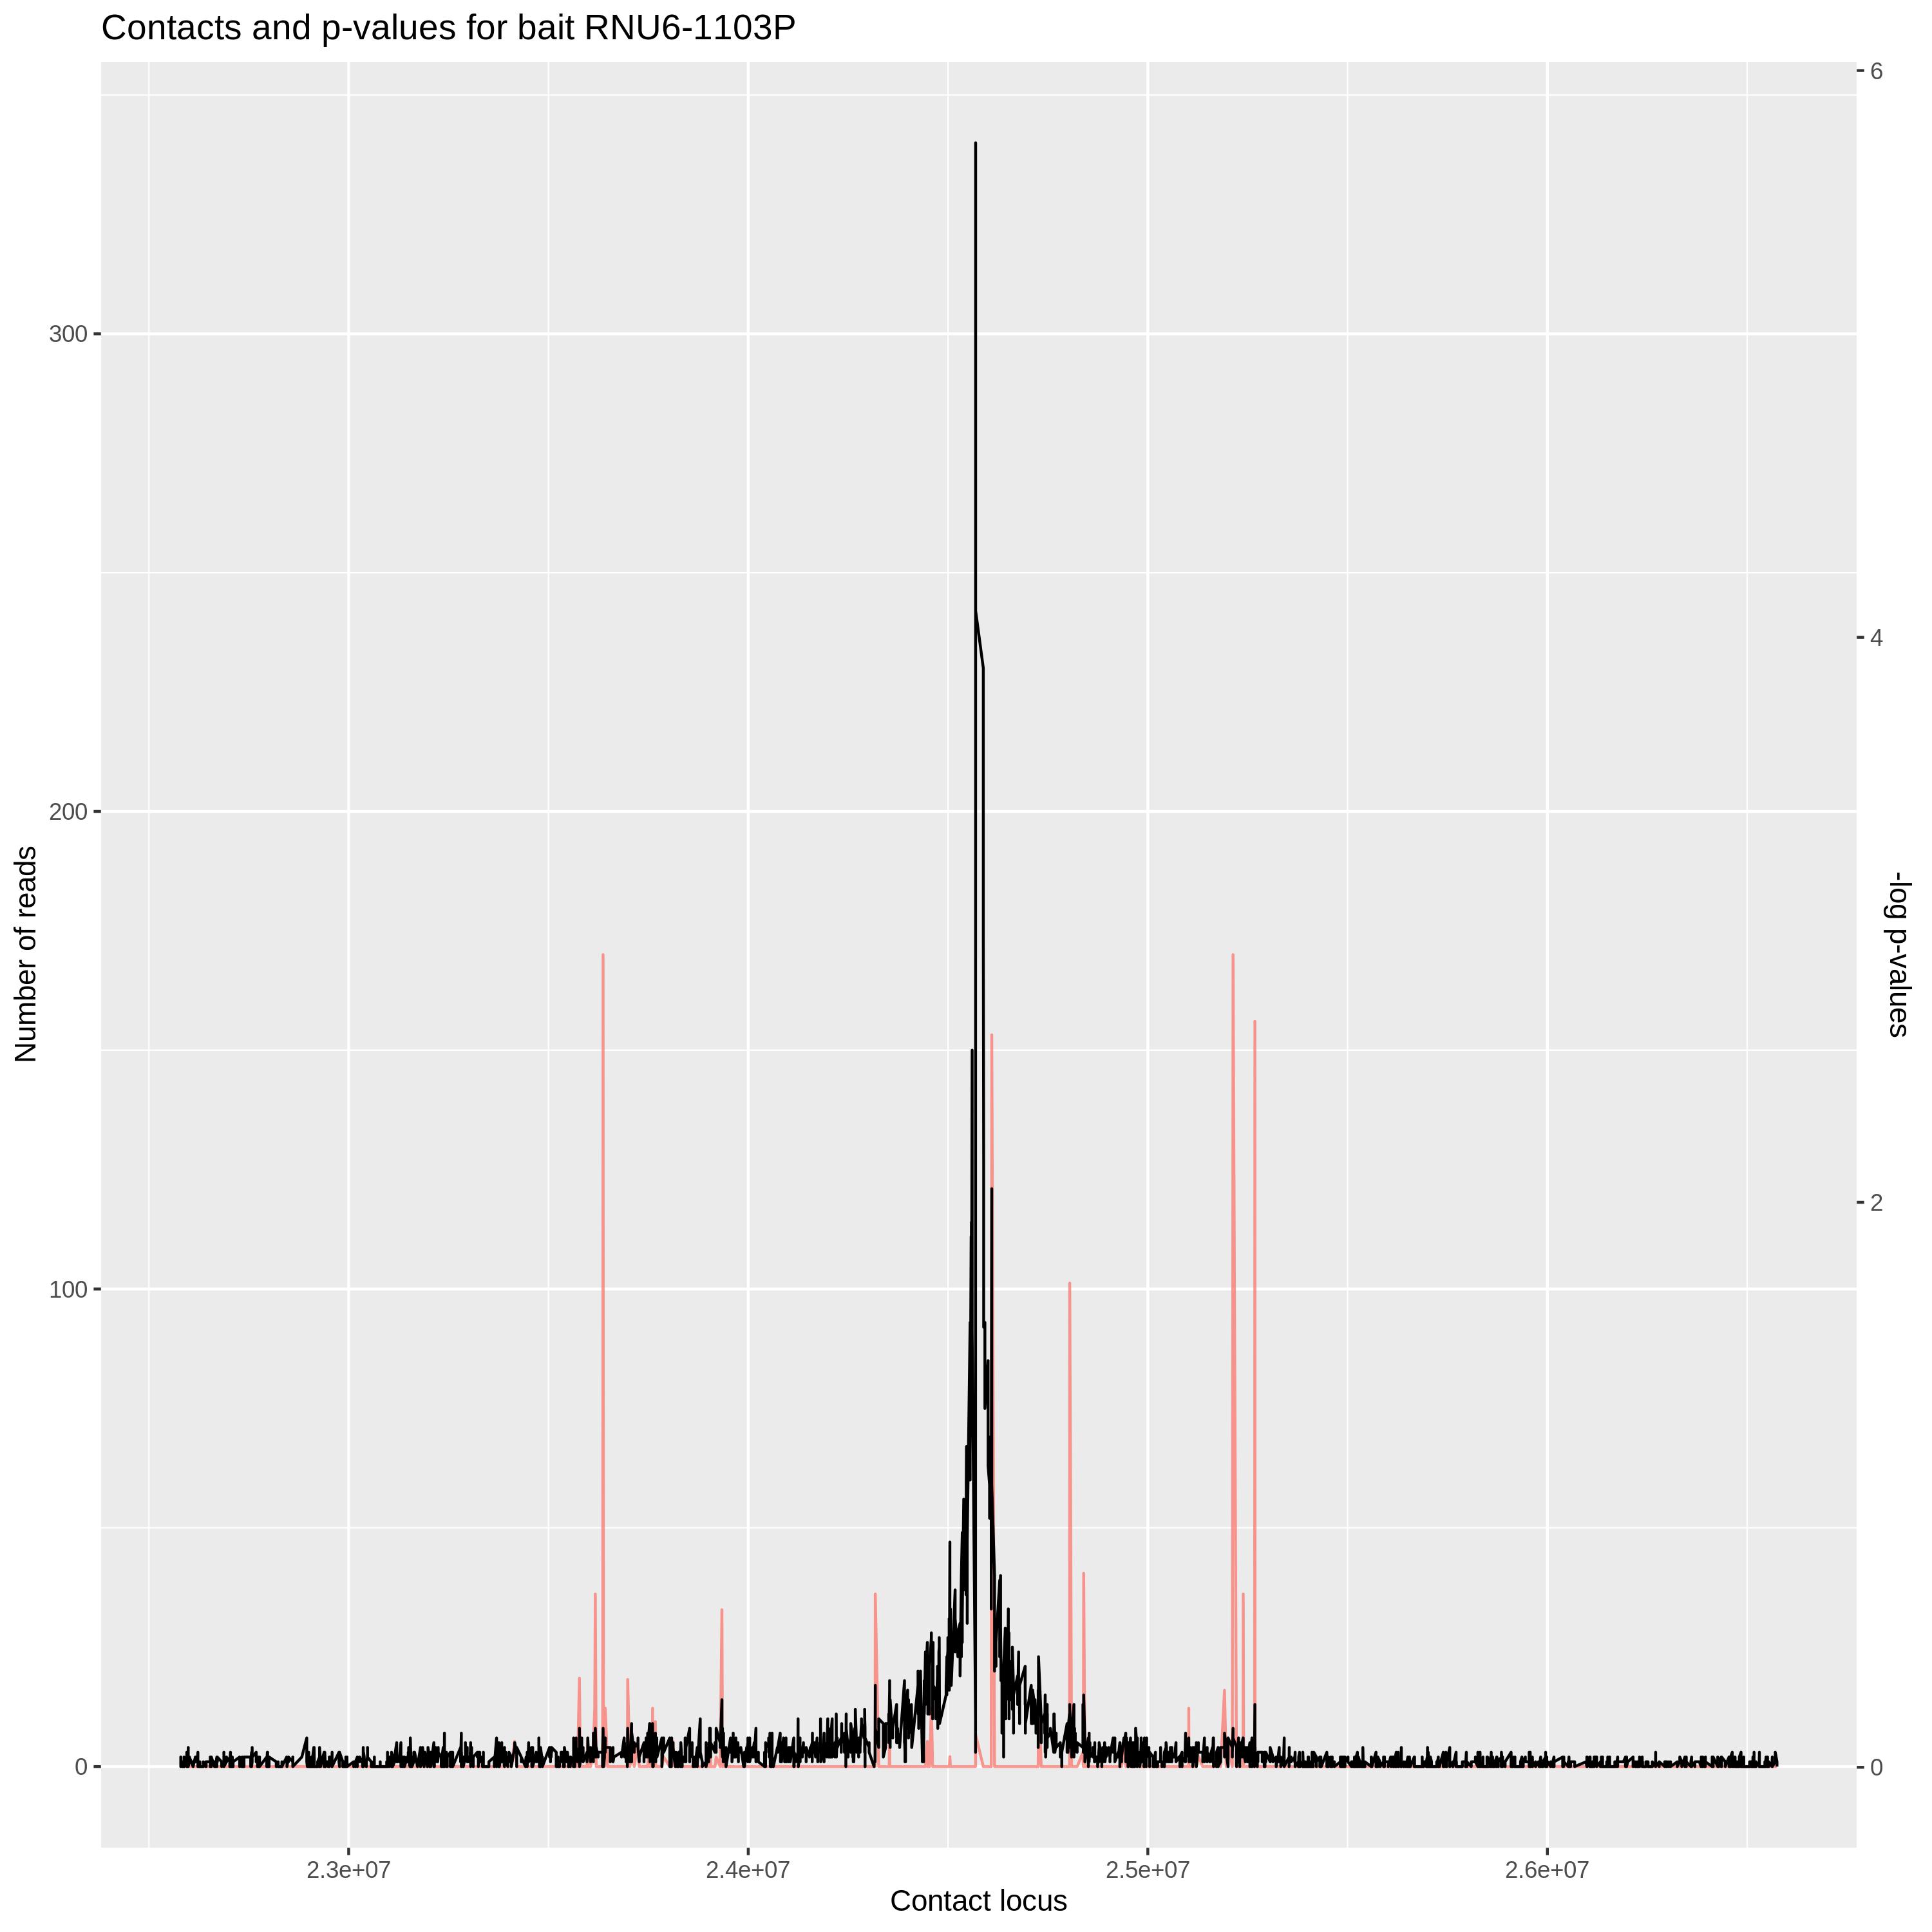 Contacts and p-values for bait RNU6-1103P
6
300
4
200
Number of reads
-log p-values
2
100
0
0
2.3e+07
2.4e+07
2.5e+07
2.6e+07
Contact locus